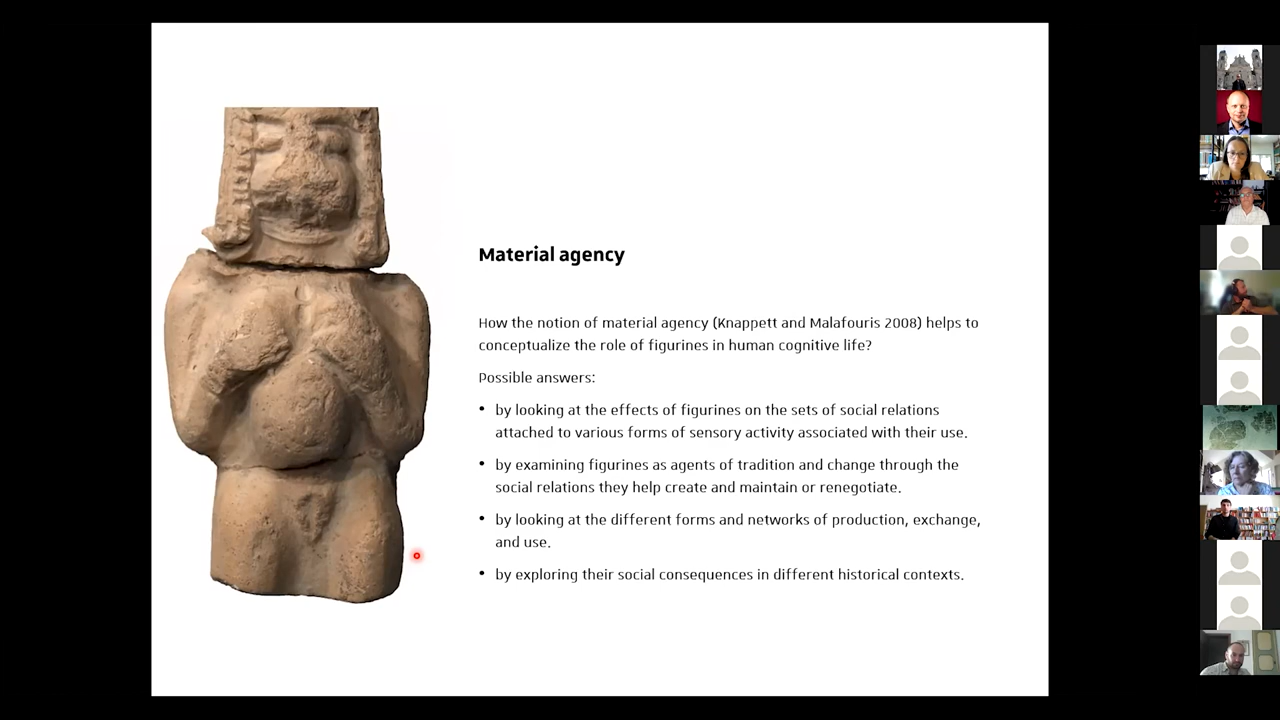 Material agency
How the notion of material agency (Knappett and Malafouris 2008) helps to
conceptualize the role of figurines in human cognitive life?
Possible answers:
• by looking at the effects of figurines on the sets of social relations
attached to various forms of sensory activity associated with their use.
• by examining figurines as agents of tradition and change through the
social relations they help create and maintain or renegotiate.
• by looking at the different forms and networks of production, exchange,
and use.
• by exploring their social consequences in different historical contexts.